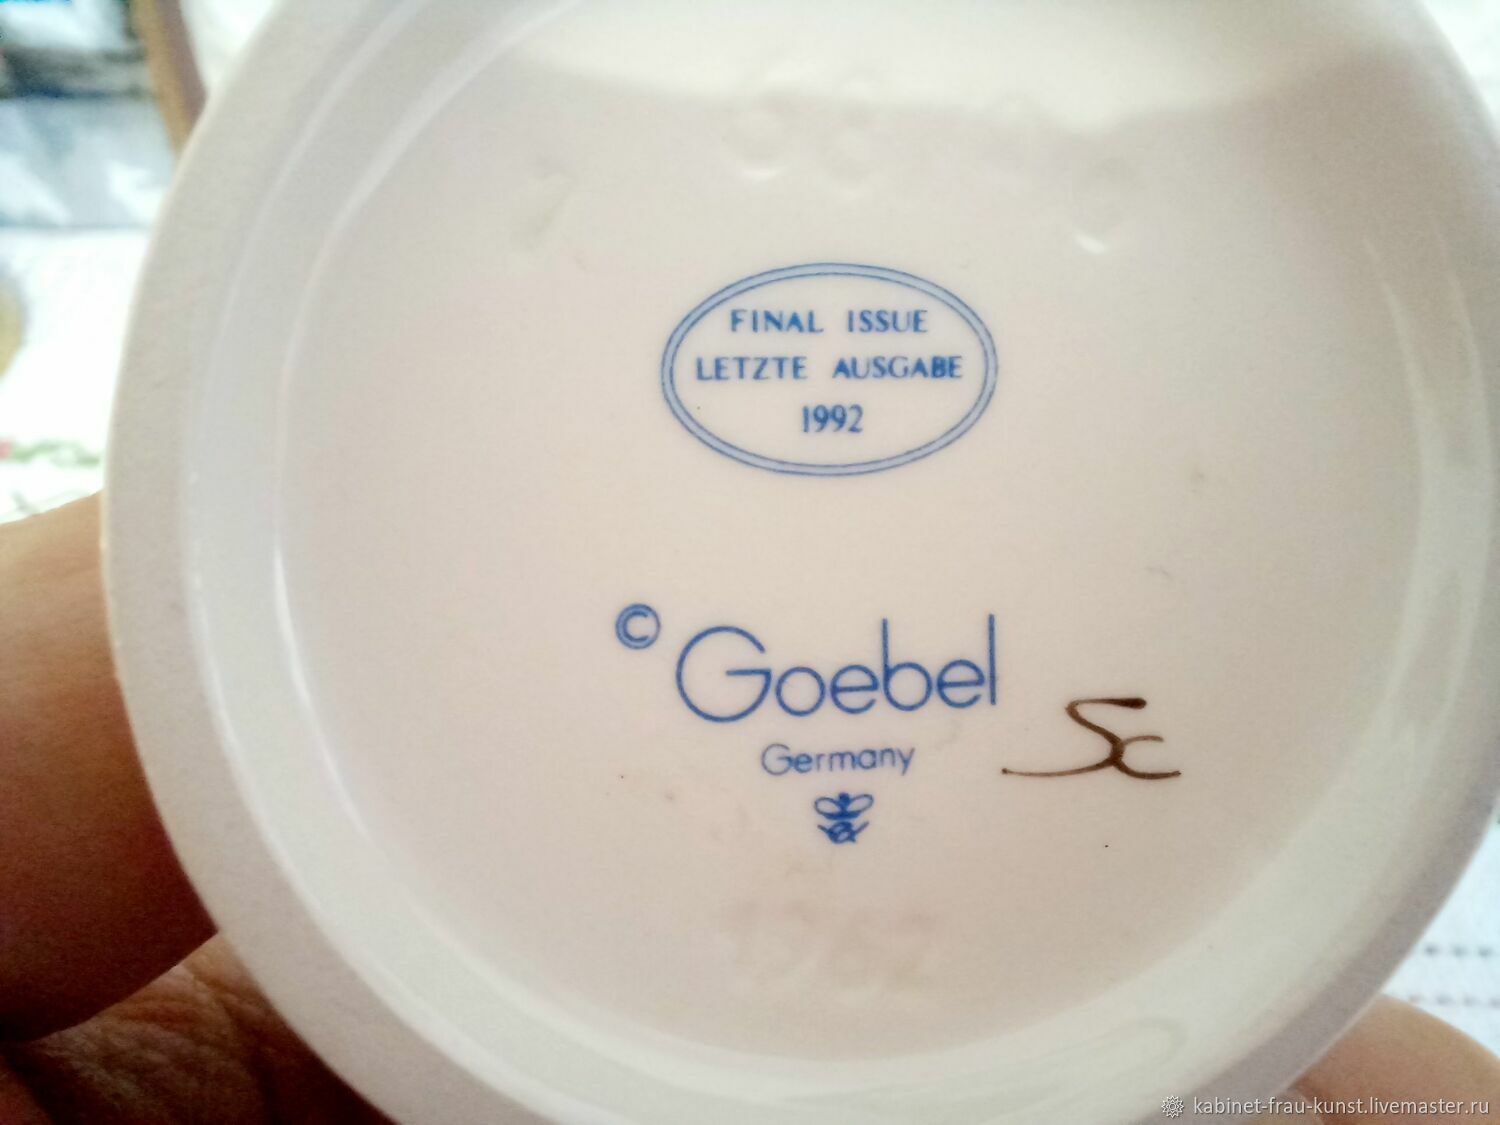 FINAL ISSUE
LETZTE AUSGABE
1992
© Goebel
Germany
Sc
kabinet-frau-kunst.livemaster.ru